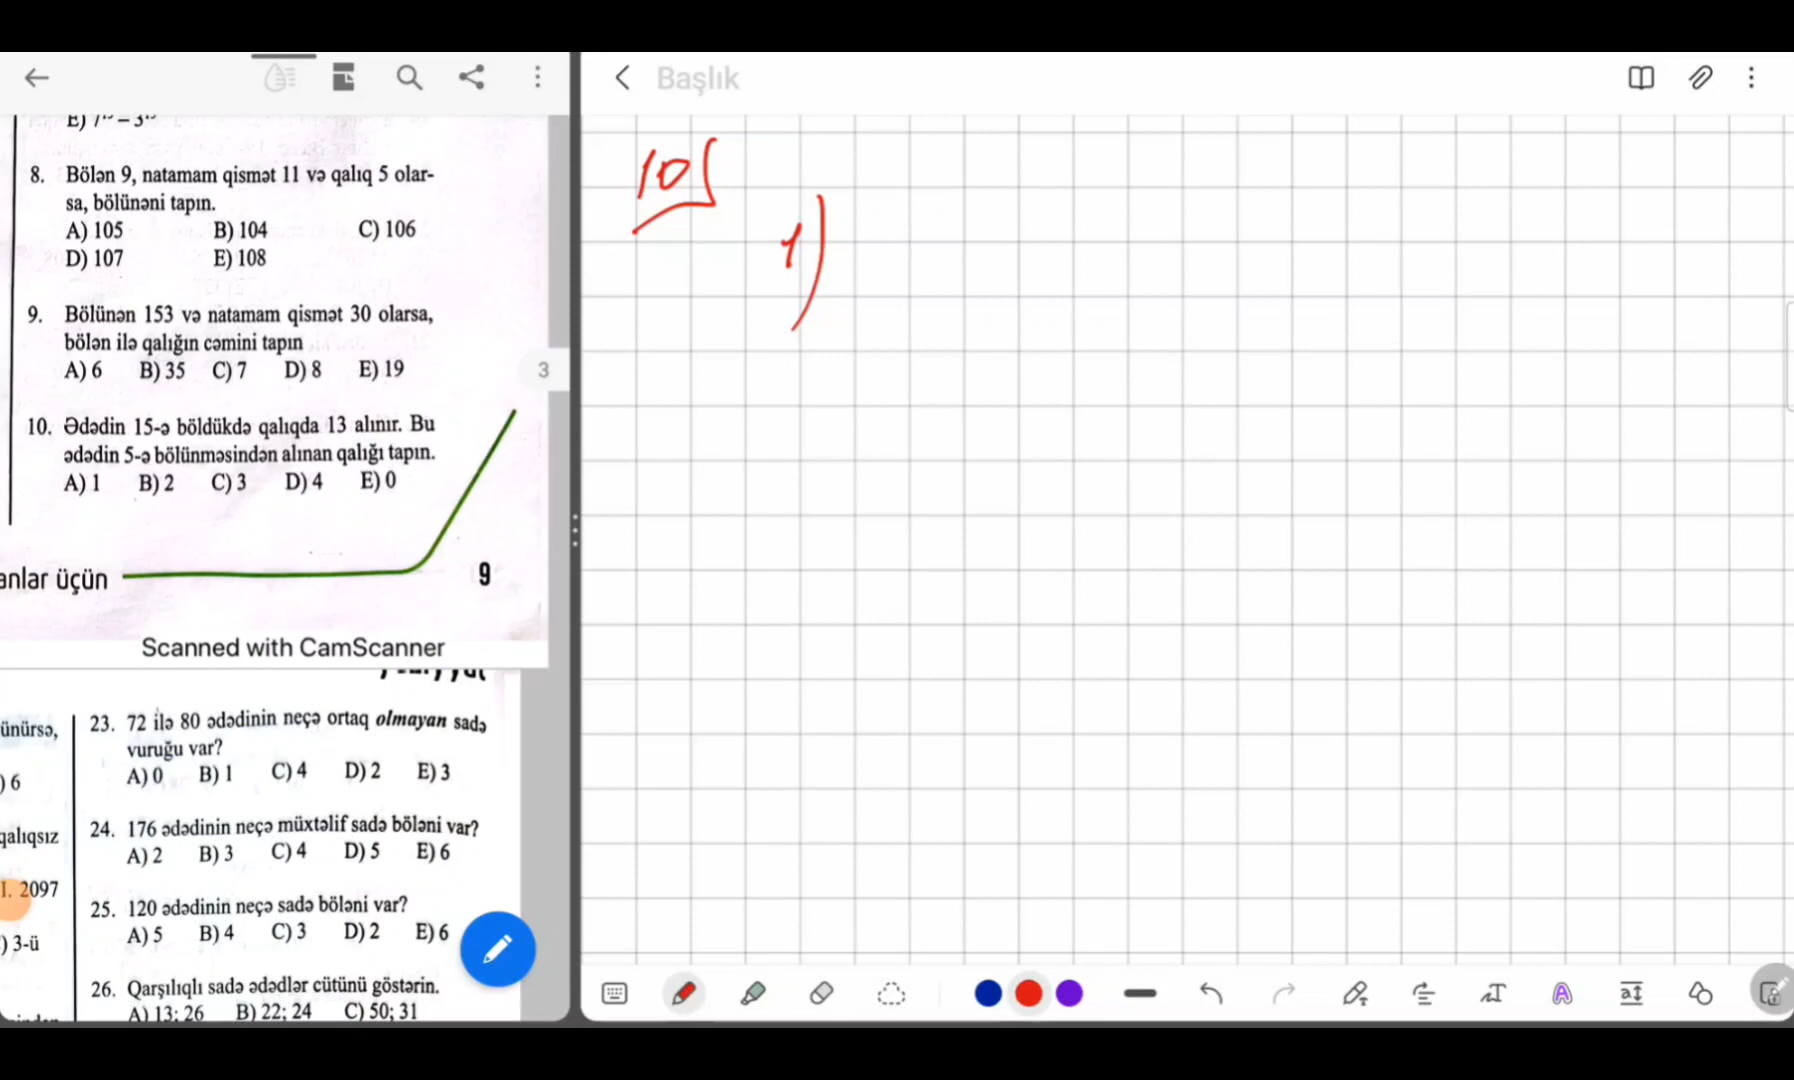 Başlık
E) 7¹⁵ – 3¹⁵
8. Bölən 9, natamam qismət 11 və qalıq 5 olar-
sa, bölünəni tapın.
A) 105 B) 104 C) 106
D) 107 E) 108
9. Bölünən 153 və natamam qismət 30 olarsa,
bölən ilə qalığın cəmini tapın
A) 6 B) 35 C) 7 D) 8 E) 19
3
10. Ədədin 15-ə böldükdə qalıqda 13 alınır. Bu
ədədin 5-ə bölünməsindən alınan qalığı tapın.
A) 1 B) 2 C) 3 D) 4 E) 0
anlar üçün
9
Scanned with CamScanner
ünürsə,
) 6
qalıqsız
I. 2097
) 3-ü
23. 72 ilə 80 ədədinin neçə ortaq olmayan sadə
vuruğu var?
A) 0 B) 1 C) 4 D) 2 E) 3
24. 176 ədədinin neçə müxtəlif sadə böləni var?
A) 2 B) 3 C) 4 D) 5 E) 6
25. 120 ədədinin neçə sadə böləni var?
A) 5 B) 4 C) 3 D) 2 E) 6
26. Qarşılıqlı sadə ədədlər cütünü göstərin.
A) 13; 26 B) 22; 24 C) 50; 31
10
1)